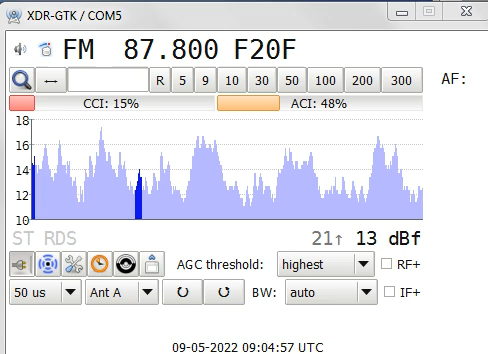 XDR-GTK / COM5
FM 87.800 F20F
R 5 9 10 30 50 100 200 300 AF:
CCI: 15% ACI: 48%
18
16
14
12
10
ST RDS 21↑ 13 dBf
AGC threshold: highest RF+
50 us Ant A BW: auto IF+
09-05-2022 09:04:57 UTC